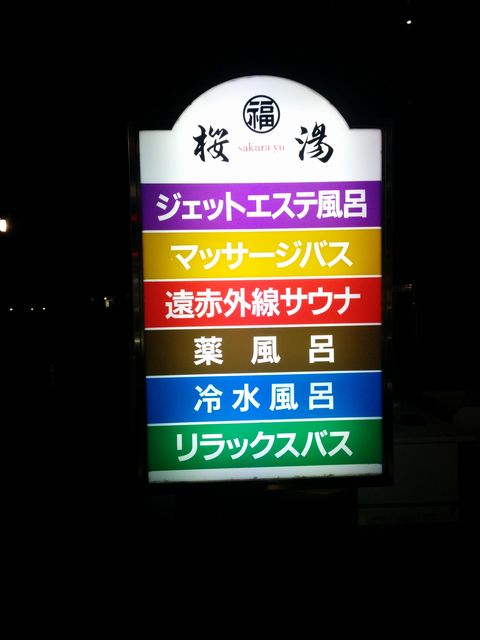 福
桜 湯
sakura yu
ジェットエステ風呂
マッサージバス
遠赤外線サウナ
薬風呂
冷水風呂
リラックスバス